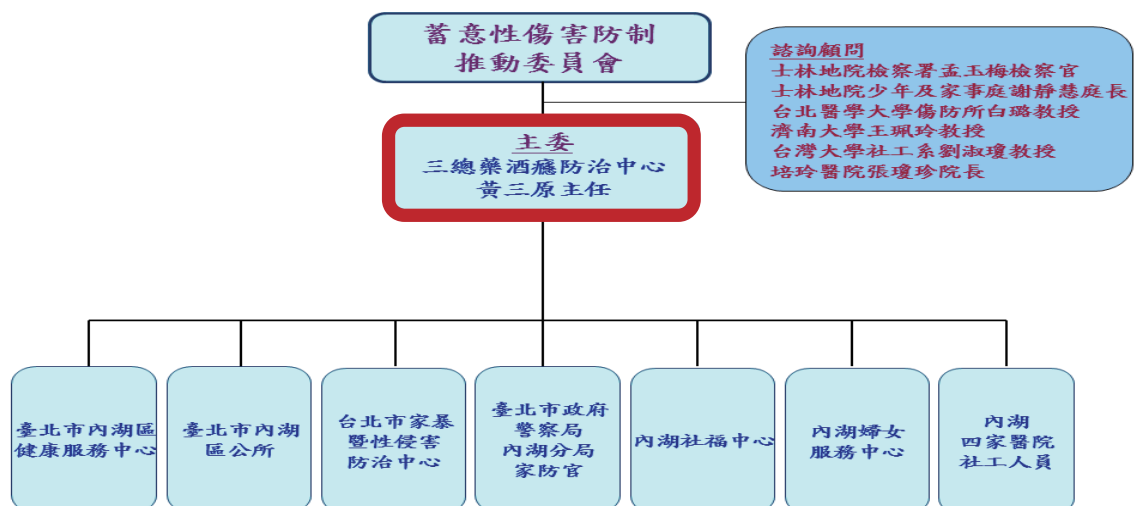 蓄意性傷害防制
推動委員會
諮詢顧問
士林地院檢察署孟玉梅檢察官
士林地院少年及家事庭謝靜慧庭長
台北醫學大學傷防所白璐教授
濟南大學王珮玲教授
台灣大學社工系劉淑瓊教授
培玲醫院張瓊珍院長
主委
三總藥酒癮防治中心
黃三原主任
臺北市內湖區
健康服務中心
臺北市內湖
區公所
台北市家暴
暨性侵害
防治中心
臺北市政府
警察局
內湖分局
家防官
內湖社福中心
內湖婦女
服務中心
內湖
四家醫院
社工人員